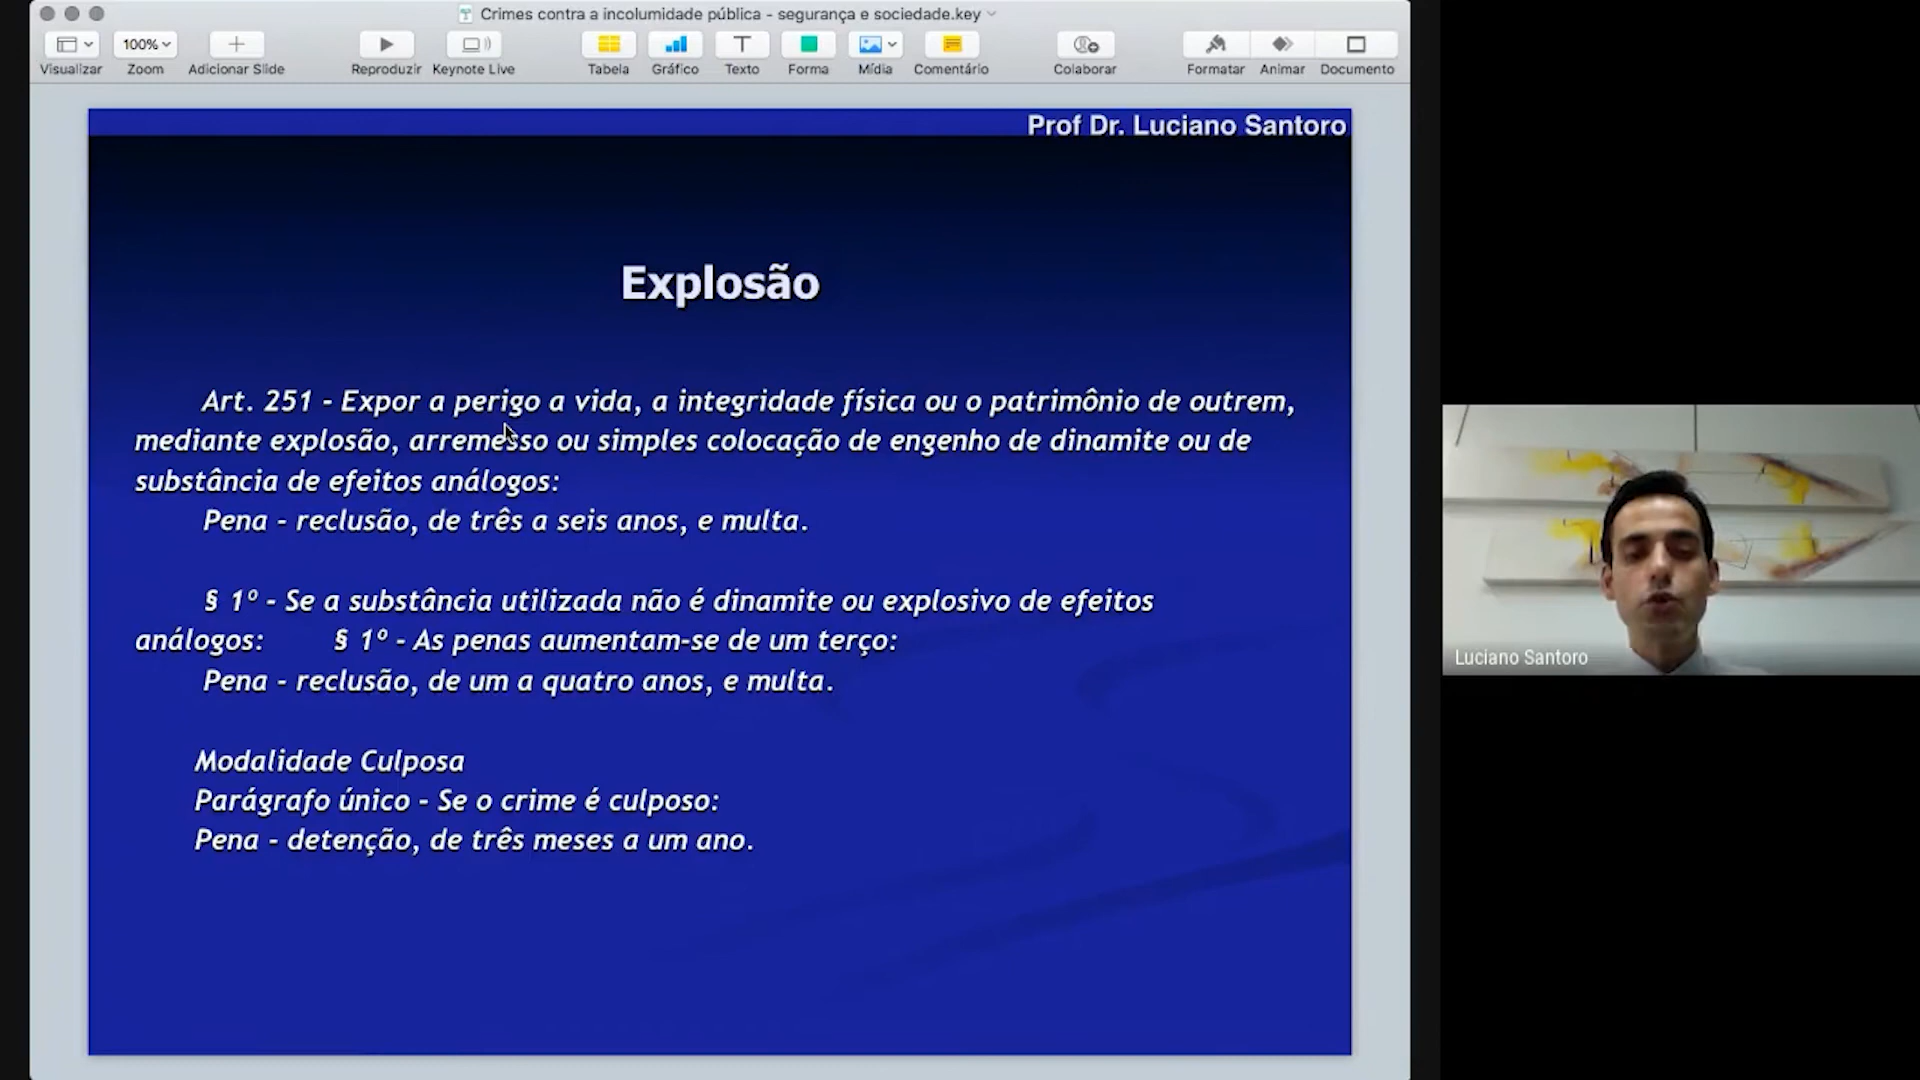 Crimes contra a incolumidade pública - segurança e sociedade.key
100%
Visualizar Zoom Adicionar Slide Reproduzir Keynote Live Tabela Gráfico Texto Forma Mídia Comentário Colaborar Formatar Animar Documento
Prof Dr. Luciano Santoro
Explosão
Art. 251 - Expor a perigo a vida, a integridade física ou o patrimônio de outrem,
mediante explosão, arremesso ou simples colocação de engenho de dinamite ou de
substância de efeitos análogos:
Pena - reclusão, de três a seis anos, e multa.
§ 1º - Se a substância utilizada não é dinamite ou explosivo de efeitos
análogos: § 1º - As penas aumentam-se de um terço:
Pena - reclusão, de um a quatro anos, e multa.
Modalidade Culposa
Parágrafo único - Se o crime é culposo:
Pena - detenção, de três meses a um ano.
Luciano Santoro